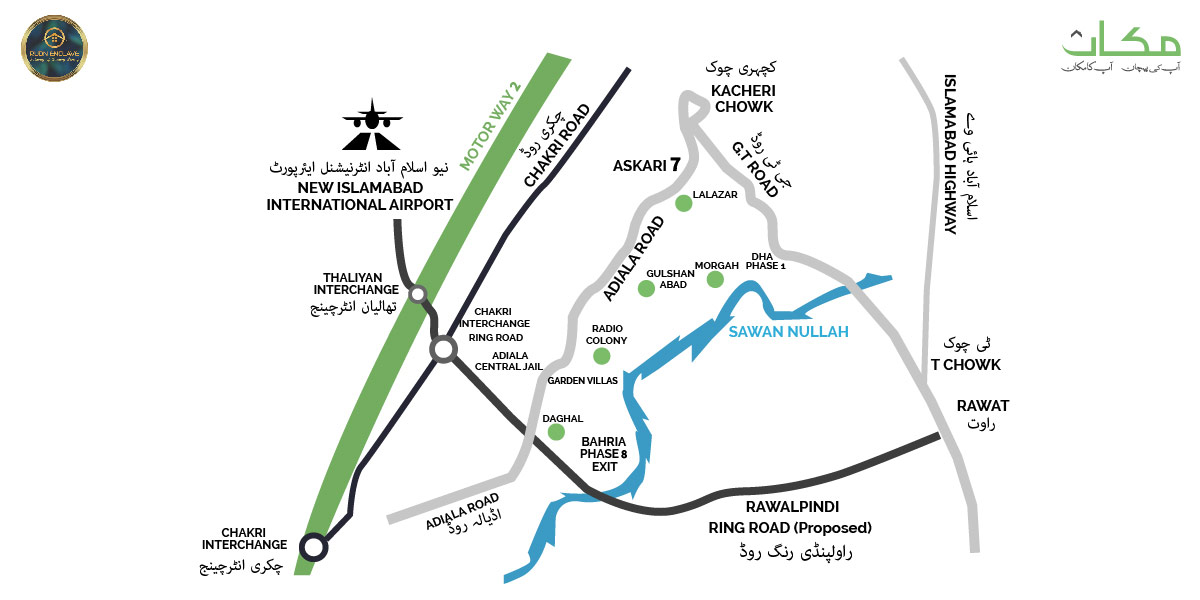 RUDN ENCLAVE
مکان
آپ کی پہچان آپ کا مکان
MOTOR WAY 2
چکری روڈ
CHAKRI ROAD
کچہری چوک
KACHERI
CHOWK
جی ٹی روڈ
G.T ROAD
ISLAMABAD HIGHWAY
اسلام آباد ہائی وے
نیو اسلام آباد انٹرنیشنل ایئرپورٹ
NEW ISLAMABAD
INTERNATIONAL AIRPORT
ASKARI 7
LALAZAR
ADIALA ROAD
GULSHAN
ABAD
MORGAH
DHA
PHASE 1
THALIYAN
INTERCHANGE
تھالیان انٹرچینج
CHAKRI
INTERCHANGE
RING ROAD
ADIALA
CENTRAL JAIL
RADIO
COLONY
SAWAN NULLAH
ٹی چوک
T CHOWK
GARDEN VILLAS
RAWAT
راوت
DAGHAL
BAHRIA
PHASE 8
EXIT
ADIALA ROAD
اڈیالہ روڈ
RAWALPINDI
RING ROAD (Proposed)
راولپنڈی رنگ روڈ
CHAKRI
INTERCHANGE
چکری انٹرچینج